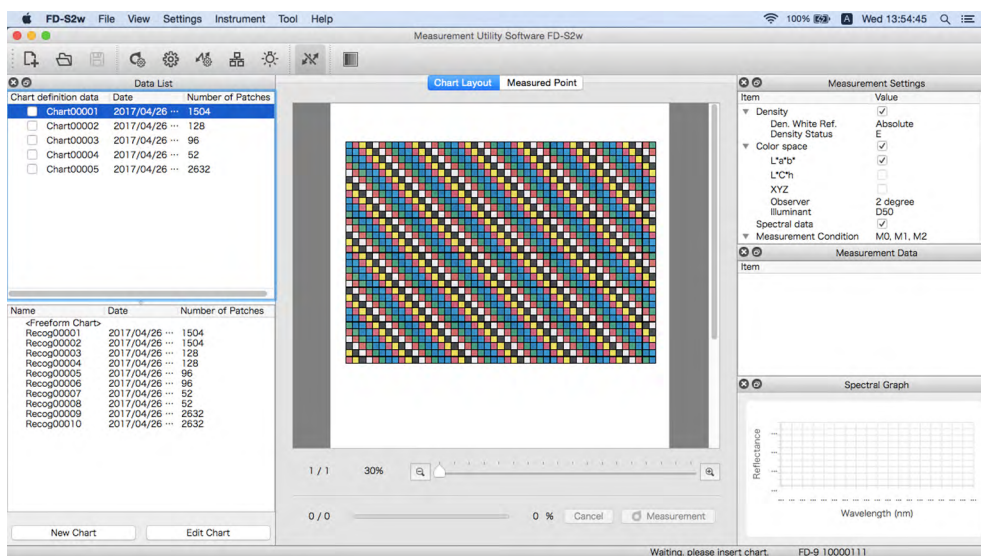 FD-S2w File View Settings Instrument Tool Help 100% A Wed 13:54:45
Measurement Utility Software FD-S2w
Data List
Chart definition data Date Number of Patches
Chart00001 2017/04/26 ··· 1504
Chart00002 2017/04/26 ··· 128
Chart00003 2017/04/26 ··· 96
Chart00004 2017/04/26 ··· 52
Chart00005 2017/04/26 ··· 2632
Name Date Number of Patches
<Freeform Chart>
Recog00001 2017/04/26 ··· 1504
Recog00002 2017/04/26 ··· 1504
Recog00003 2017/04/26 ··· 128
Recog00004 2017/04/26 ··· 128
Recog00005 2017/04/26 ··· 96
Recog00006 2017/04/26 ··· 96
Recog00007 2017/04/26 ··· 52
Recog00008 2017/04/26 ··· 52
Recog00009 2017/04/26 ··· 2632
Recog00010 2017/04/26 ··· 2632
New Chart Edit Chart
Chart Layout Measured Point
1 / 1 30%
0 / 0 0 % Cancel Measurement
Measurement Settings
Item Value
Density
Den. White Ref. Absolute
Density Status E
Color space
L*a*b*
L*C*h
XYZ
Observer 2 degree
Illuminant D50
Spectral data
Measurement Condition M0, M1, M2
Measurement Data
Item
Spectral Graph
Reflectance
Wavelength (nm)
Waiting, please insert chart. FD-9 10000111